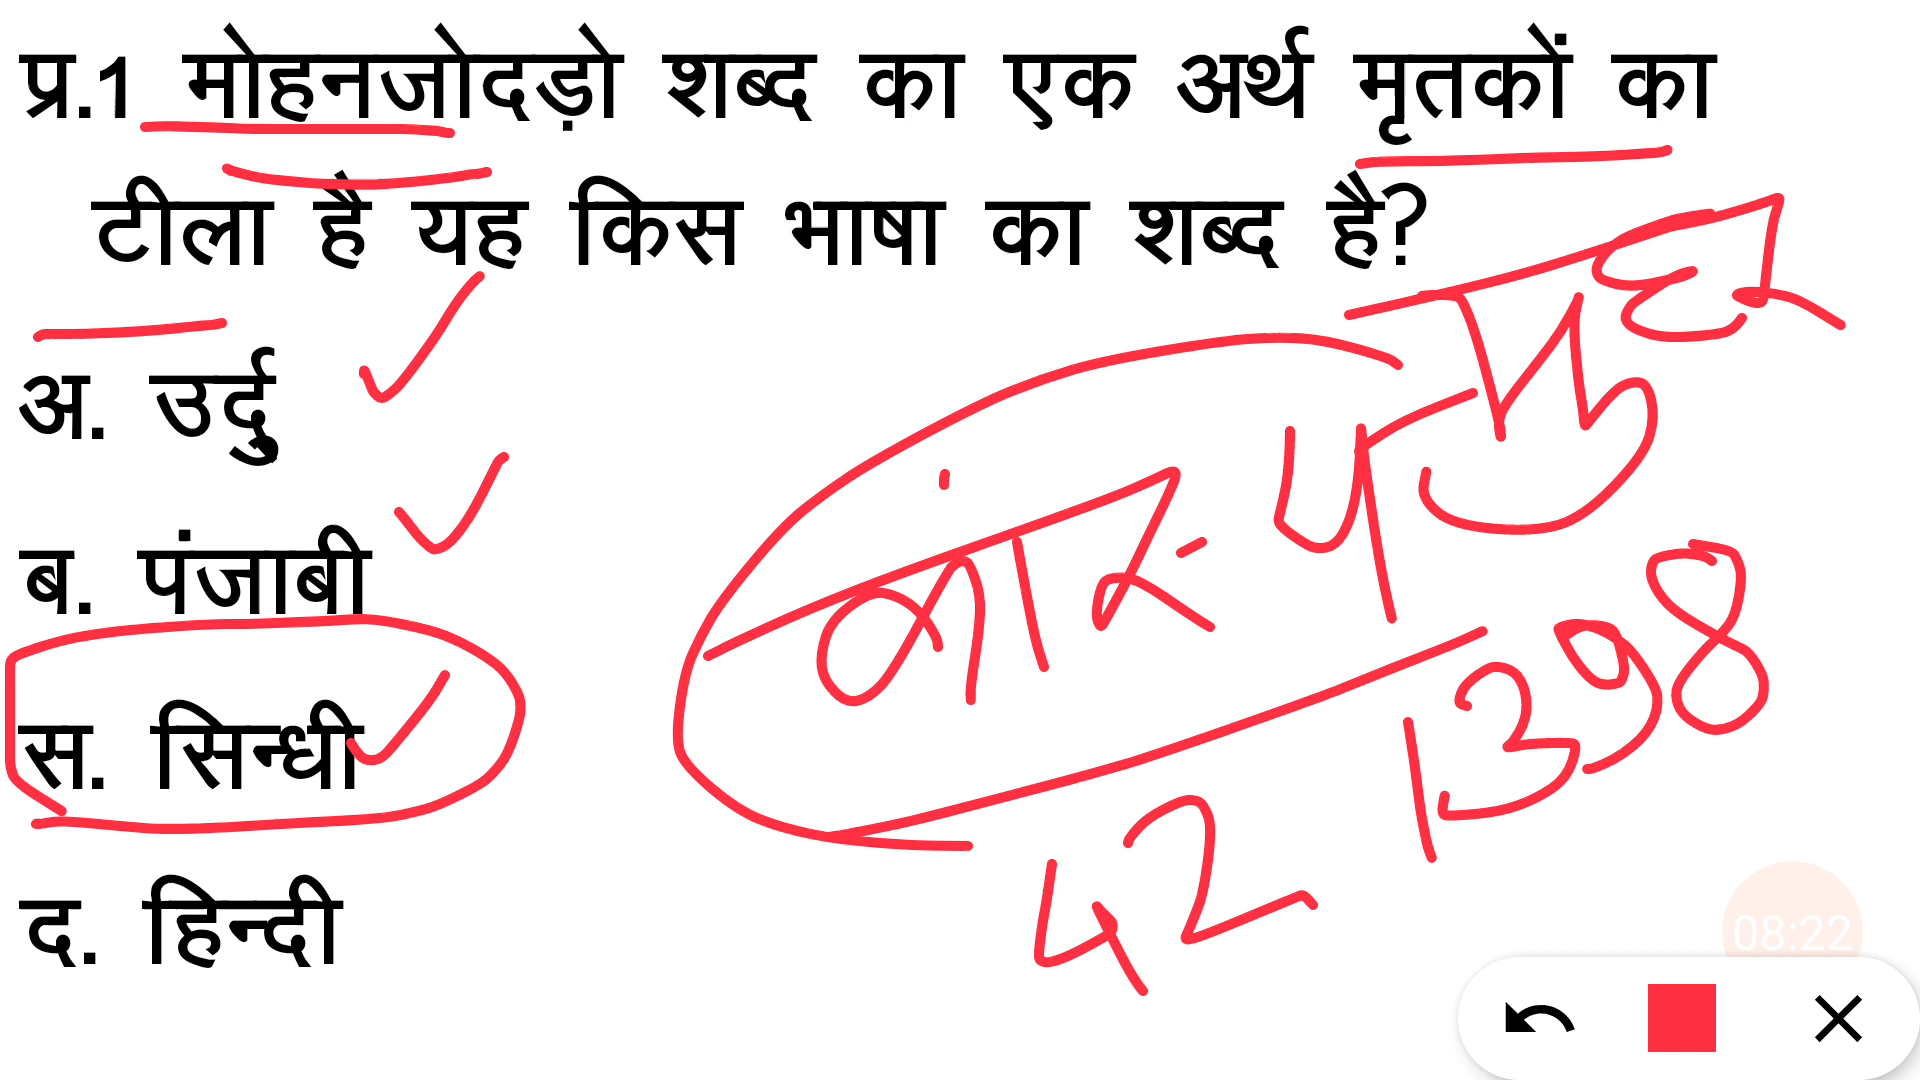 प्र.1 मोहनजोदड़ो शब्द का एक अर्थ मृतकों का
टीला है यह किस भाषा का शब्द है?
अ. उर्दु
ब. पंजाबी
स. सिन्धी
द. हिन्दी
42
1398
08:22